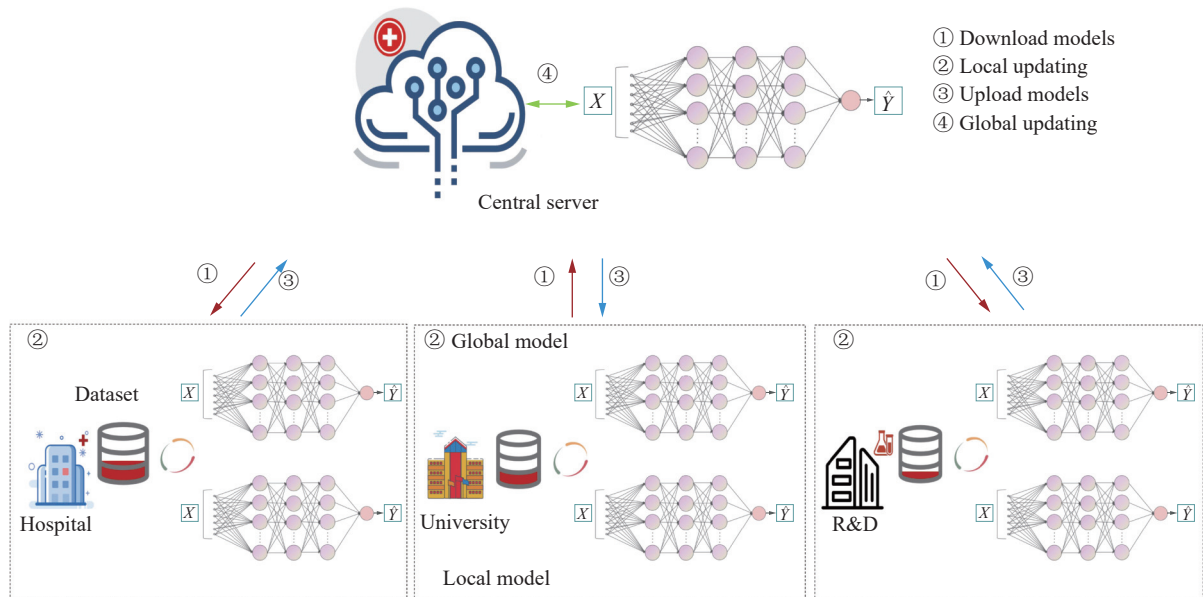 ① Download models
② Local updating
③ Upload models
④ Global updating
④
X
Ŷ
Central server
①
③
①
③
①
③
②
Dataset
X
Ŷ
Hospital
X
Ŷ
② Global model
X
Ŷ
University
X
Ŷ
Local model
②
X
Ŷ
R&D
X
Ŷ